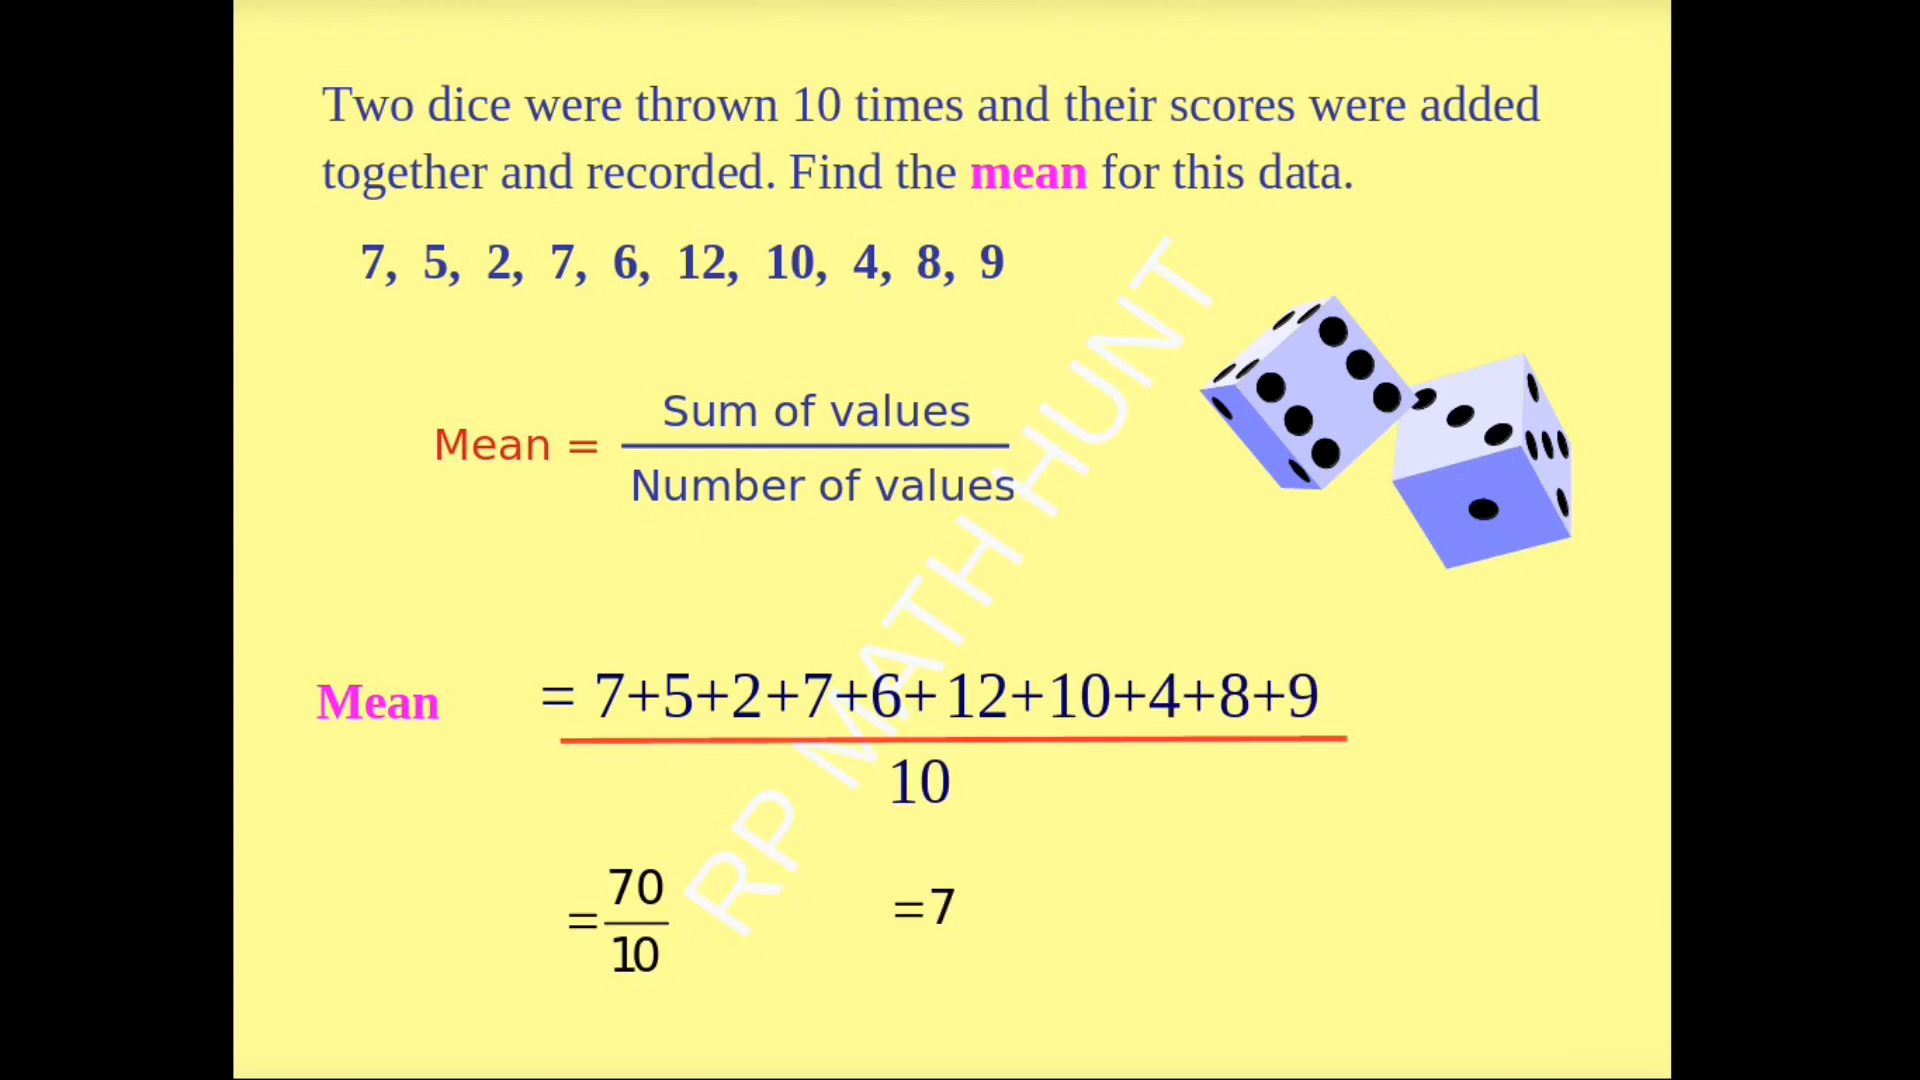 Two dice were thrown 10 times and their scores were added
together and recorded. Find the mean for this data.
7, 5, 2, 7, 6, 12, 10, 4, 8, 9
Mean = Sum of values
Number of values
Mean = 7+5+2+7+6+12+10+4+8+9
10
= 70
10
=7
RP MATH HUNT